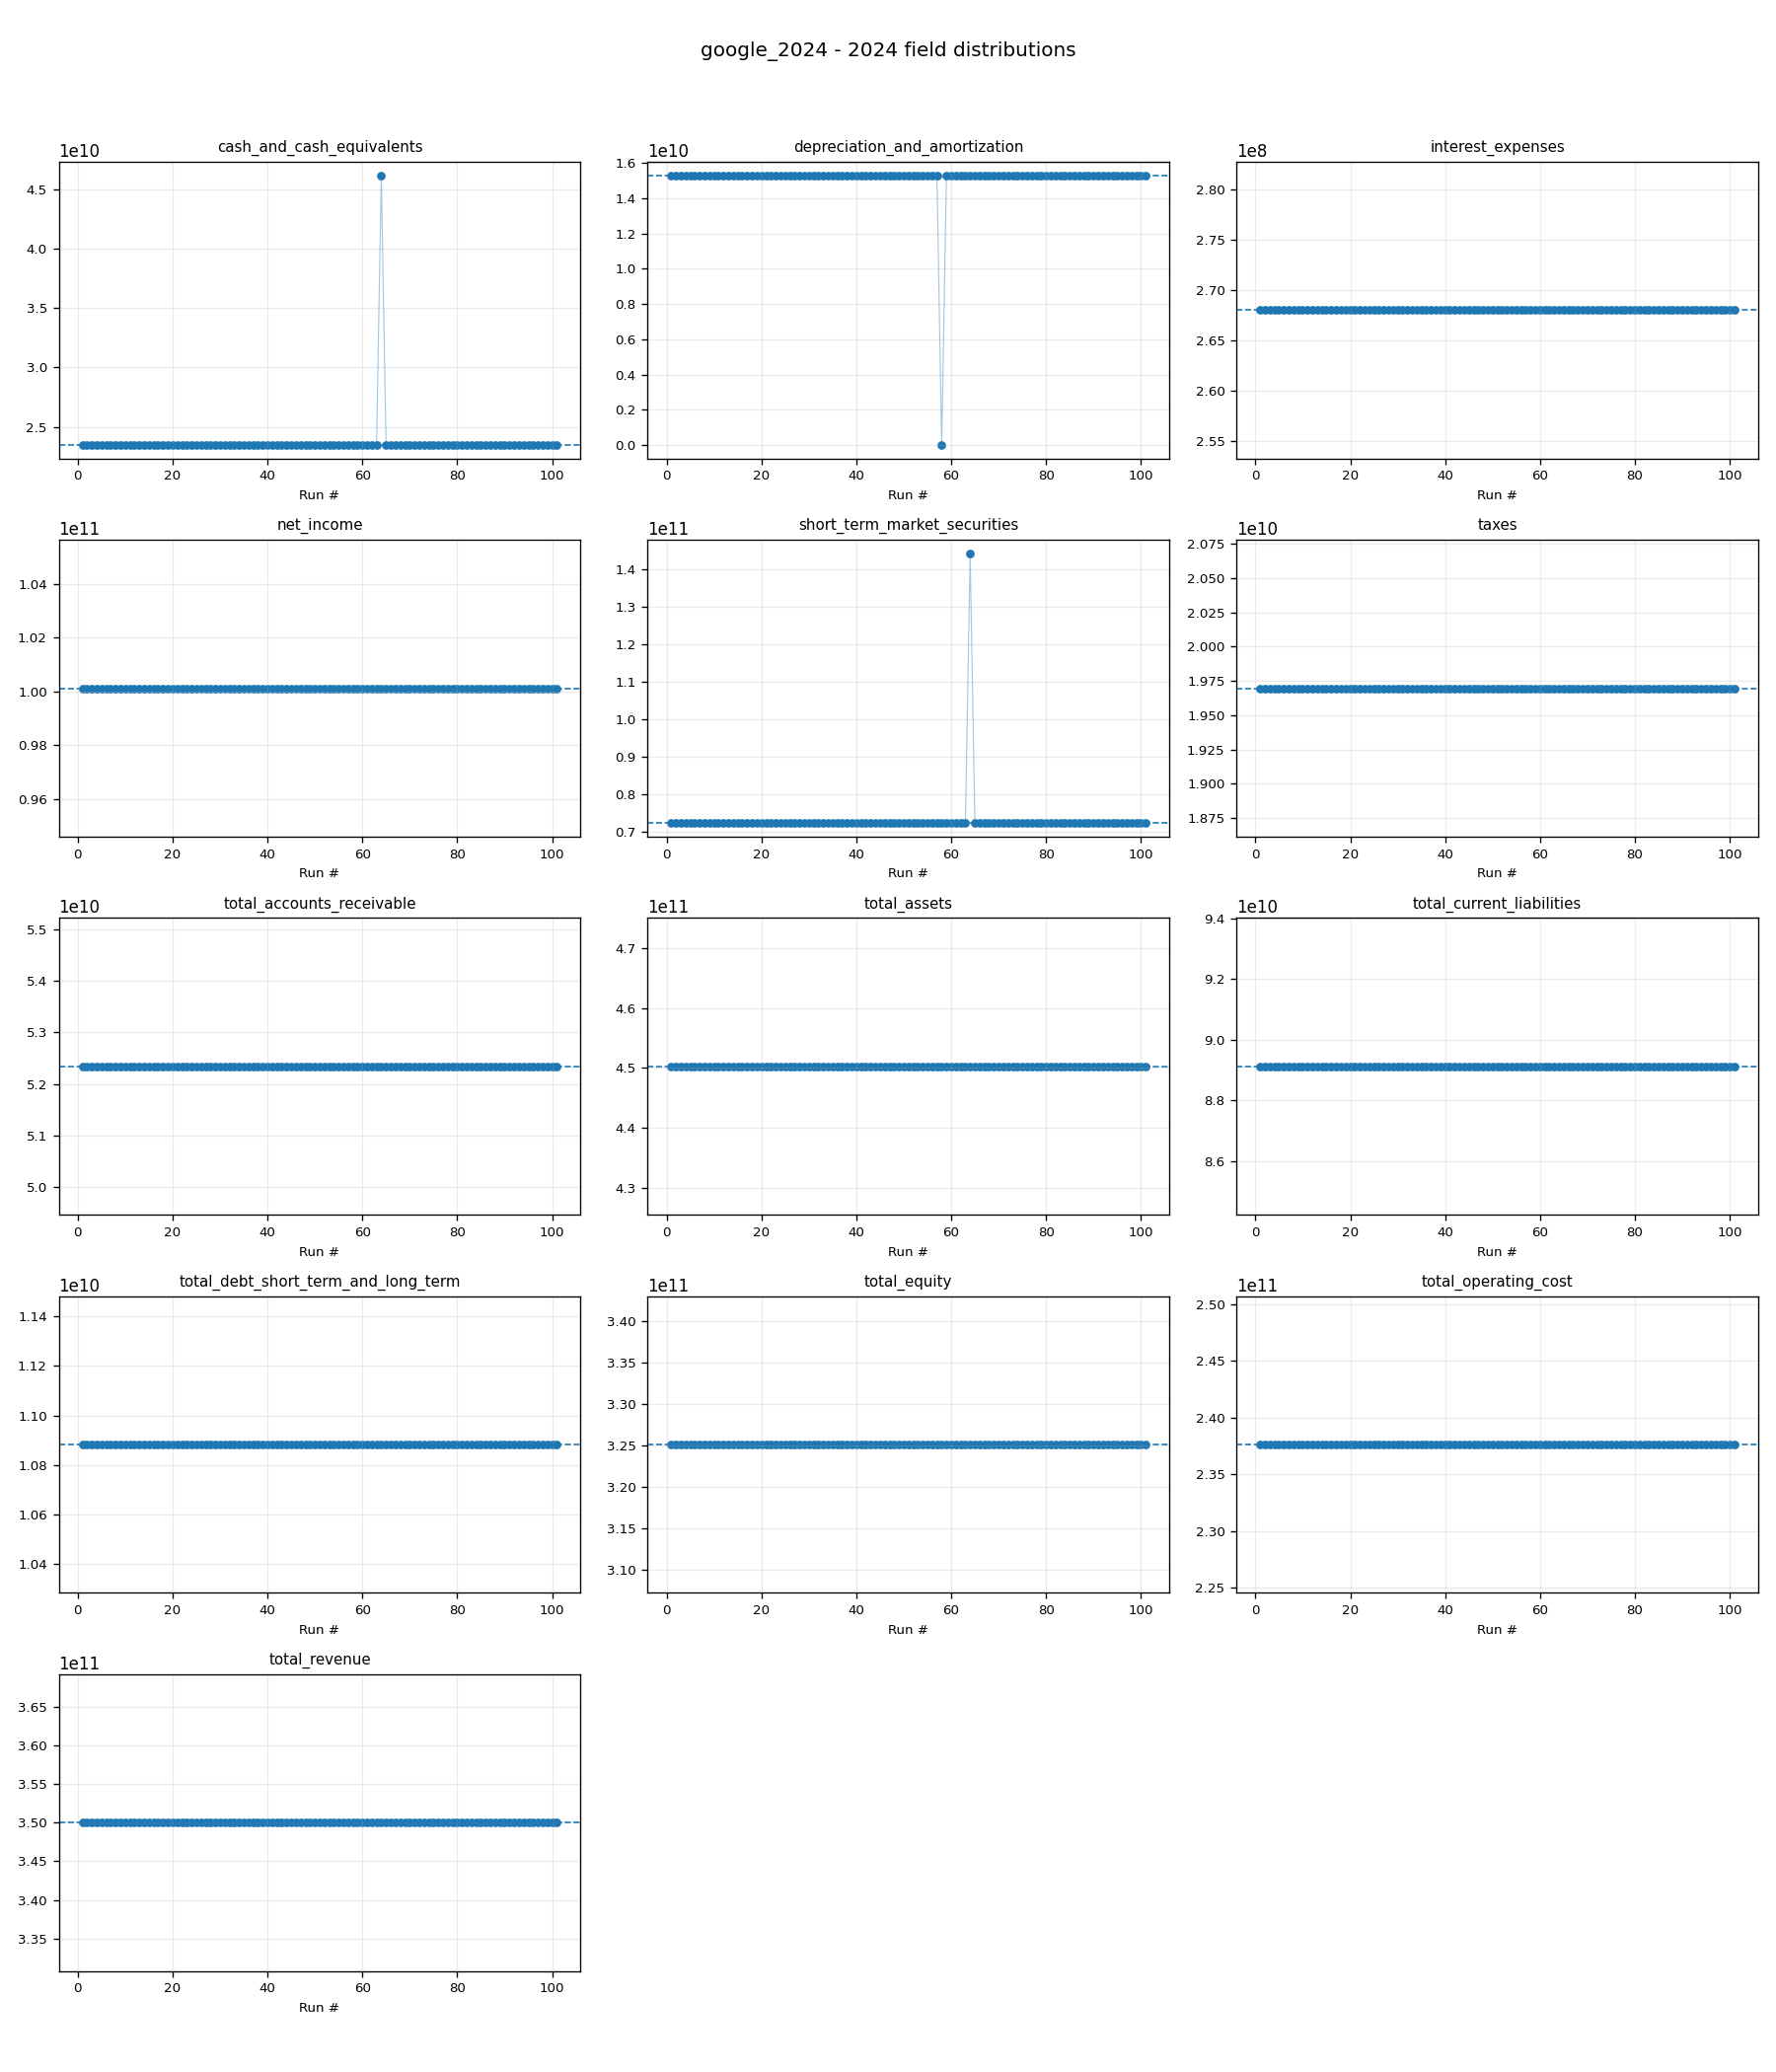 google_2024 - 2024 field distributions
cash_and_cash_equivalents
1e10
4.5
4.0
3.5
3.0
2.5
0 20 40 60 80 100
Run #
depreciation_and_amortization
1e10
1.6
1.4
1.2
1.0
0.8
0.6
0.4
0.2
0.0
0 20 40 60 80 100
Run #
interest_expenses
1e8
2.80
2.75
2.70
2.65
2.60
2.55
0 20 40 60 80 100
Run #
net_income
1e11
1.04
1.02
1.00
0.98
0.96
0 20 40 60 80 100
Run #
short_term_market_securities
1e11
1.4
1.3
1.2
1.1
1.0
0.9
0.8
0.7
0 20 40 60 80 100
Run #
taxes
1e10
2.075
2.050
2.025
2.000
1.975
1.950
1.925
1.900
1.875
0 20 40 60 80 100
Run #
total_accounts_receivable
1e10
5.5
5.4
5.3
5.2
5.1
5.0
0 20 40 60 80 100
Run #
total_assets
1e11
4.7
4.6
4.5
4.4
4.3
0 20 40 60 80 100
Run #
total_current_liabilities
1e10
9.4
9.2
9.0
8.8
8.6
0 20 40 60 80 100
Run #
total_debt_short_term_and_long_term
1e10
1.14
1.12
1.10
1.08
1.06
1.04
0 20 40 60 80 100
Run #
total_equity
1e11
3.40
3.35
3.30
3.25
3.20
3.15
3.10
0 20 40 60 80 100
Run #
total_operating_cost
1e11
2.50
2.45
2.40
2.35
2.30
2.25
0 20 40 60 80 100
Run #
total_revenue
1e11
3.65
3.60
3.55
3.50
3.45
3.40
3.35
0 20 40 60 80 100
Run #